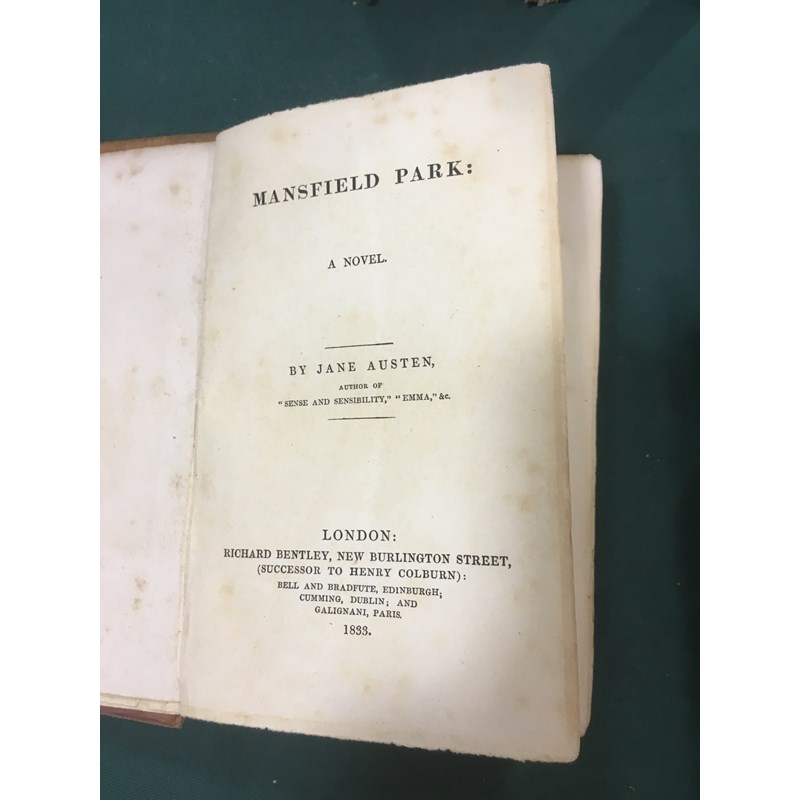 MANSFIELD PARK:
A NOVEL.
BY JANE AUSTEN,
AUTHOR OF
"SENSE AND SENSIBILITY," "EMMA," &c.
LONDON:
RICHARD BENTLEY, NEW BURLINGTON STREET,
(SUCCESSOR TO HENRY COLBURN):
BELL AND BRADFUTE, EDINBURGH;
CUMMING, DUBLIN; AND
GALIGNANI, PARIS.
1833.